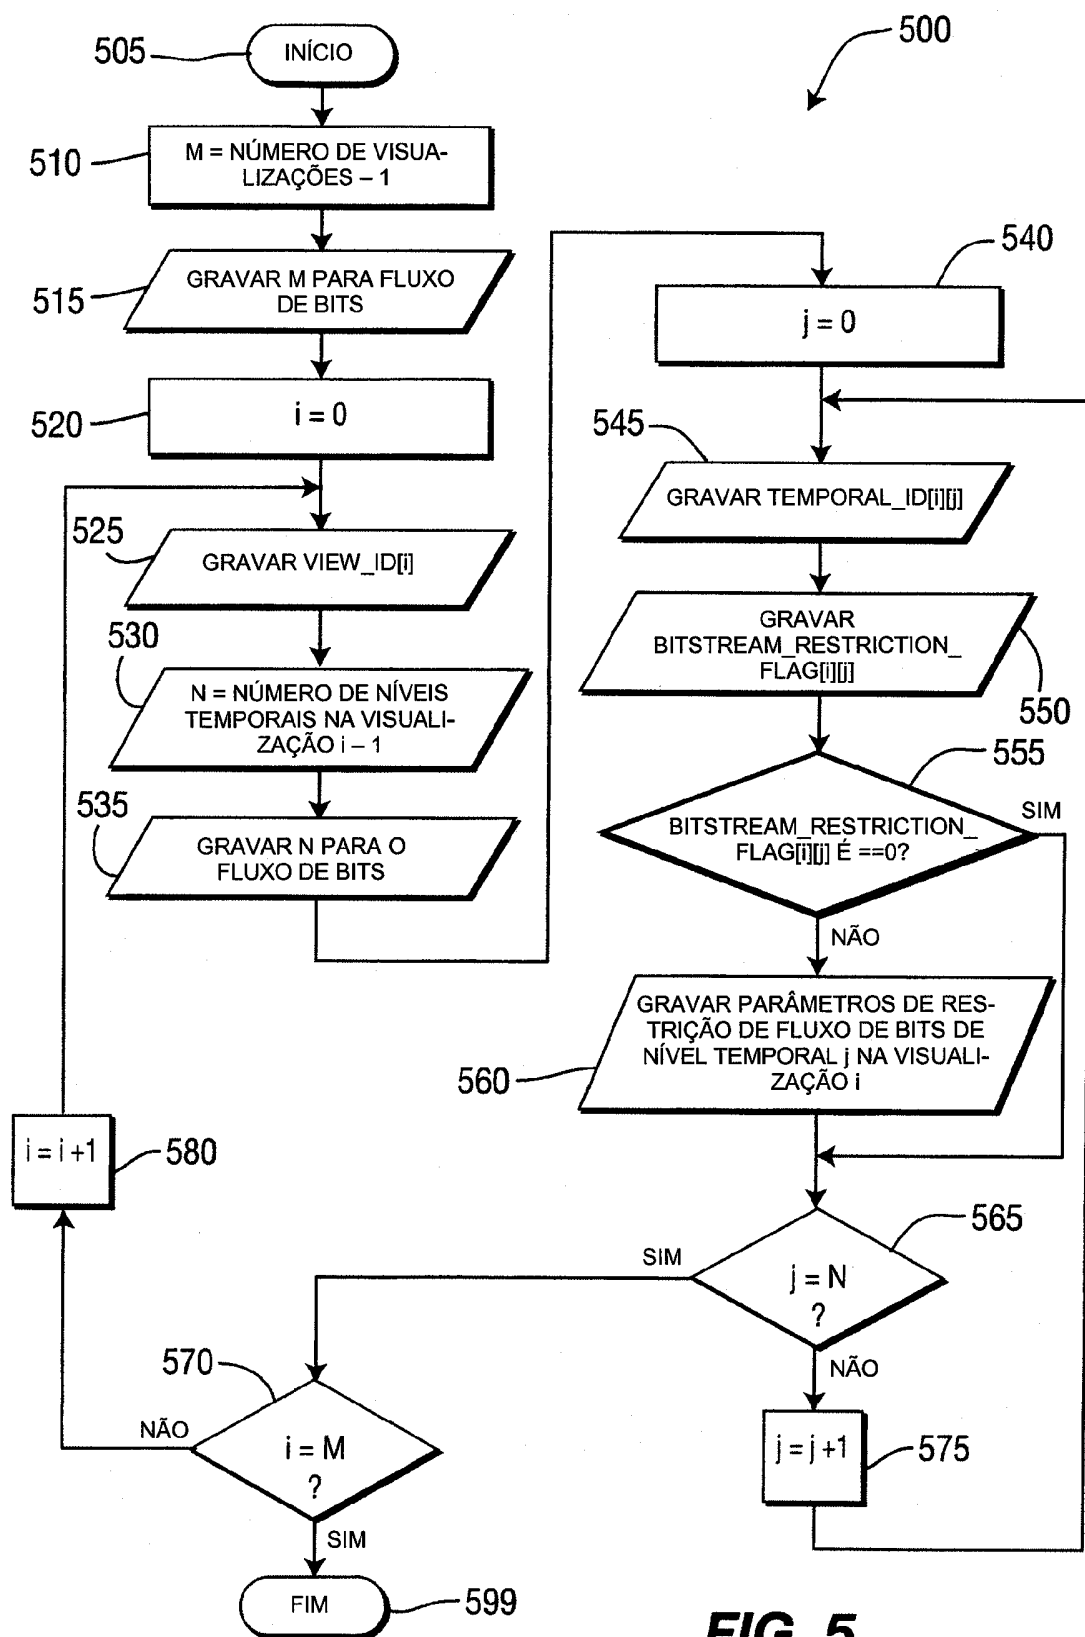 500
505
INÍCIO
510
M = NÚMERO DE VISUA-
LIZAÇÕES – 1
515
GRAVAR M PARA FLUXO
DE BITS
520
i = 0
525
GRAVAR VIEW_ID[i]
530
N = NÚMERO DE NÍVEIS
TEMPORAIS NA VISUALI-
ZAÇÃO i – 1
535
GRAVAR N PARA O
FLUXO DE BITS
540
j = 0
545
GRAVAR TEMPORAL_ID[i][j]
GRAVAR
BITSTREAM_RESTRICTION_
FLAG[i][j]
550
555
BITSTREAM_RESTRICTION_
FLAG[i][j] É ==0?
SIM
NÃO
560
GRAVAR PARÂMETROS DE RES-
TRIÇÃO DE FLUXO DE BITS DE
NÍVEL TEMPORAL j NA VISUALI-
ZAÇÃO i
565
j = N
?
SIM
NÃO
j = j +1
575
570
i = M
?
NÃO
SIM
i = i +1
580
FIM
599
FIG. 5